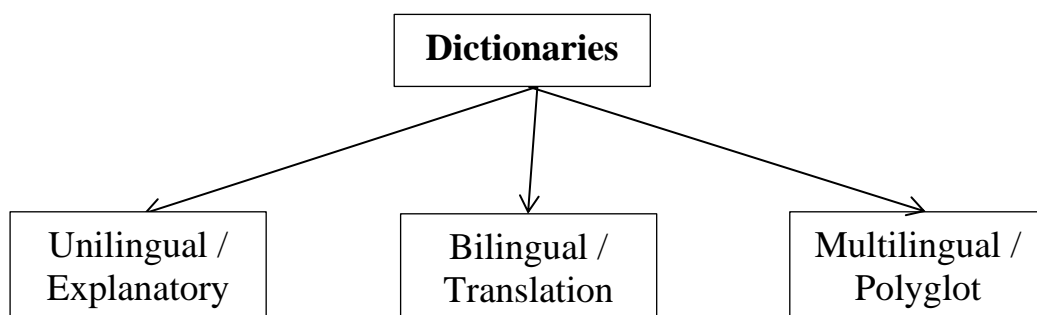 Dictionaries
Unilingual /
Explanatory
Bilingual /
Translation
Multilingual /
Polyglot